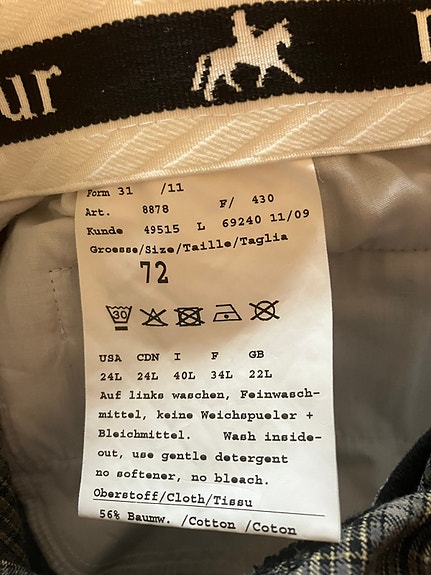 ur
Form 31 /11
Art. 8878 F/ 430
Kunde 49515 L 69240 11/09
Groesse/Size/Taille/Taglia
72
30
USA CDN I F GB
24L 24L 40L 34L 22L
Auf links waschen, Feinwasch-
mittel, keine Weichspueler +
Bleichmittel. Wash inside-
out, use gentle detergent
no softener, no bleach.
Oberstoff/Cloth/Tissu
56% Baumw. /Cotton /Coton